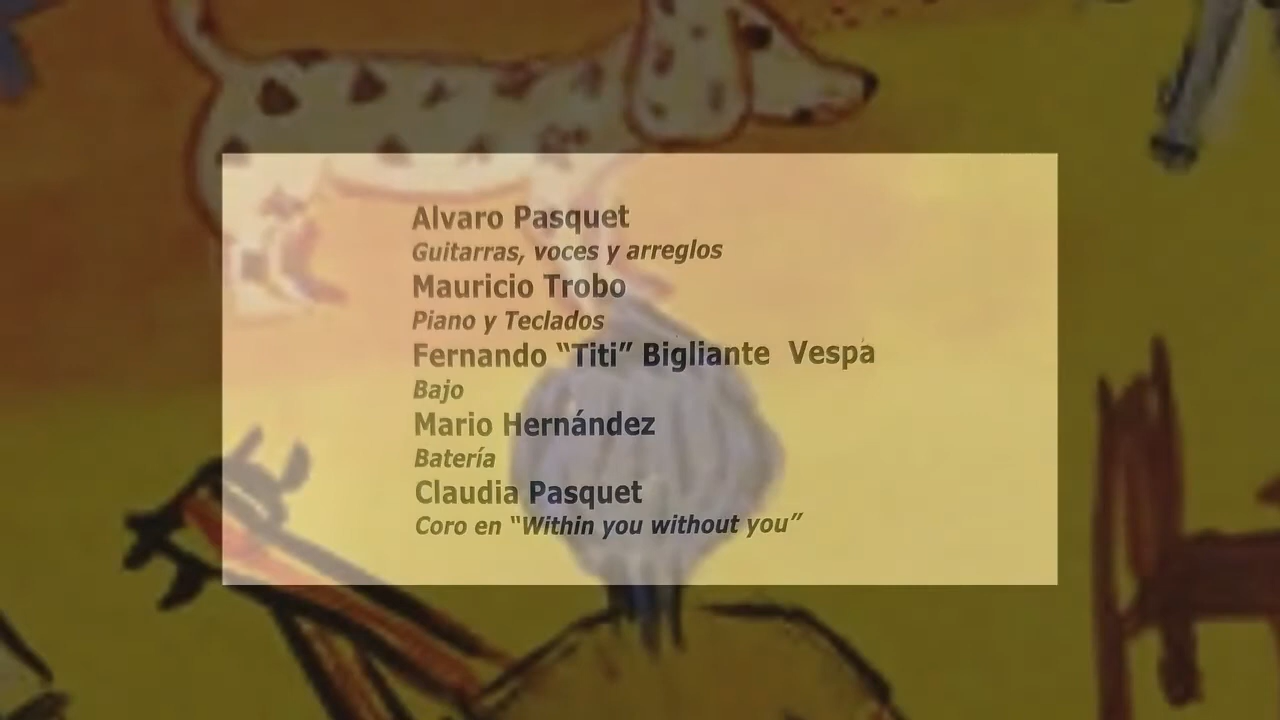 Alvaro Pasquet
Guitarras, voces y arreglos
Mauricio Trobo
Piano y Teclados
Fernando “Titi” Bigliante Vespa
Bajo
Mario Hernández
Batería
Claudia Pasquet
Coro en “Within you without you”